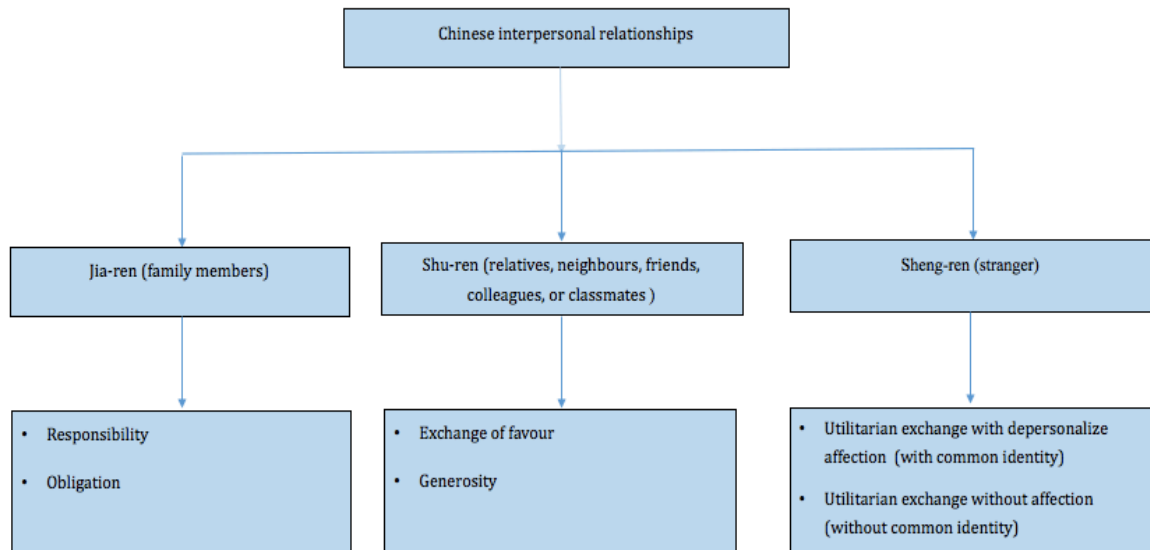 Chinese interpersonal relationships
Jia-ren (family members)
Shu-ren (relatives, neighbours, friends,
colleagues, or classmates )
Sheng-ren (stranger)
• Responsibility
• Obligation
• Exchange of favour
• Generosity
• Utilitarian exchange with depersonalize
affection (with common identity)
• Utilitarian exchange without affection
(without common identity)